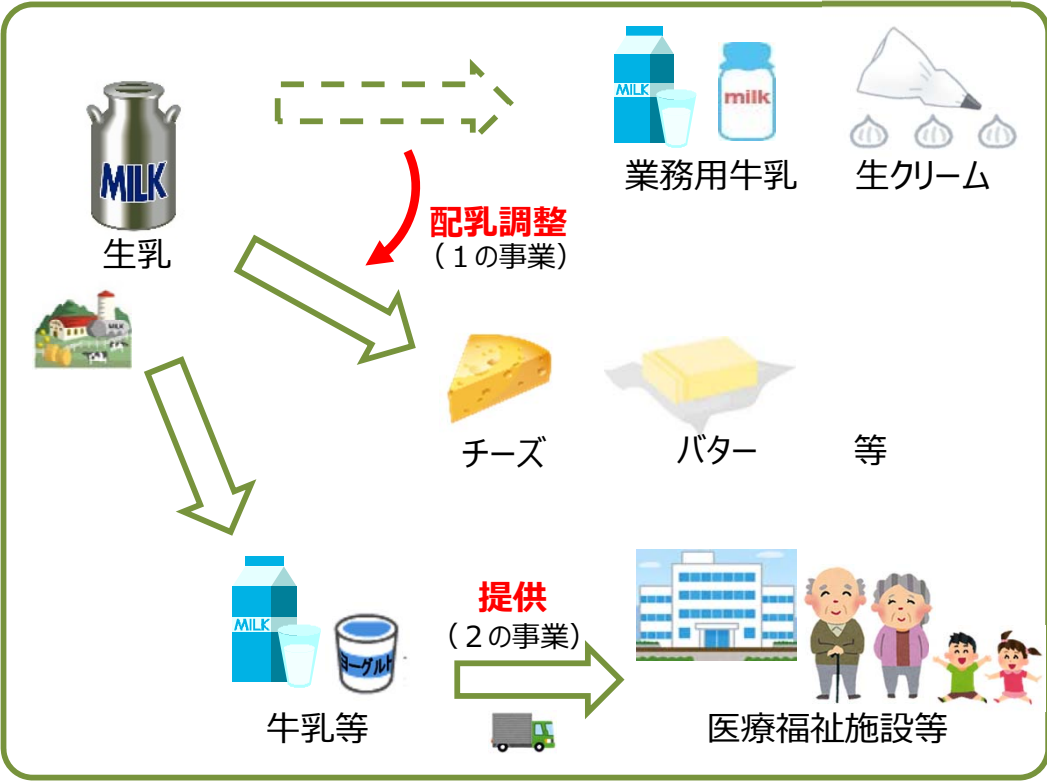 MILK
milk
業務用牛乳
生クリーム
MILK
生乳
配乳調整
（１の事業）
MILK
チーズ
バター
等
MILK
ヨーグルト
牛乳等
提供
（２の事業）
医療福祉施設等